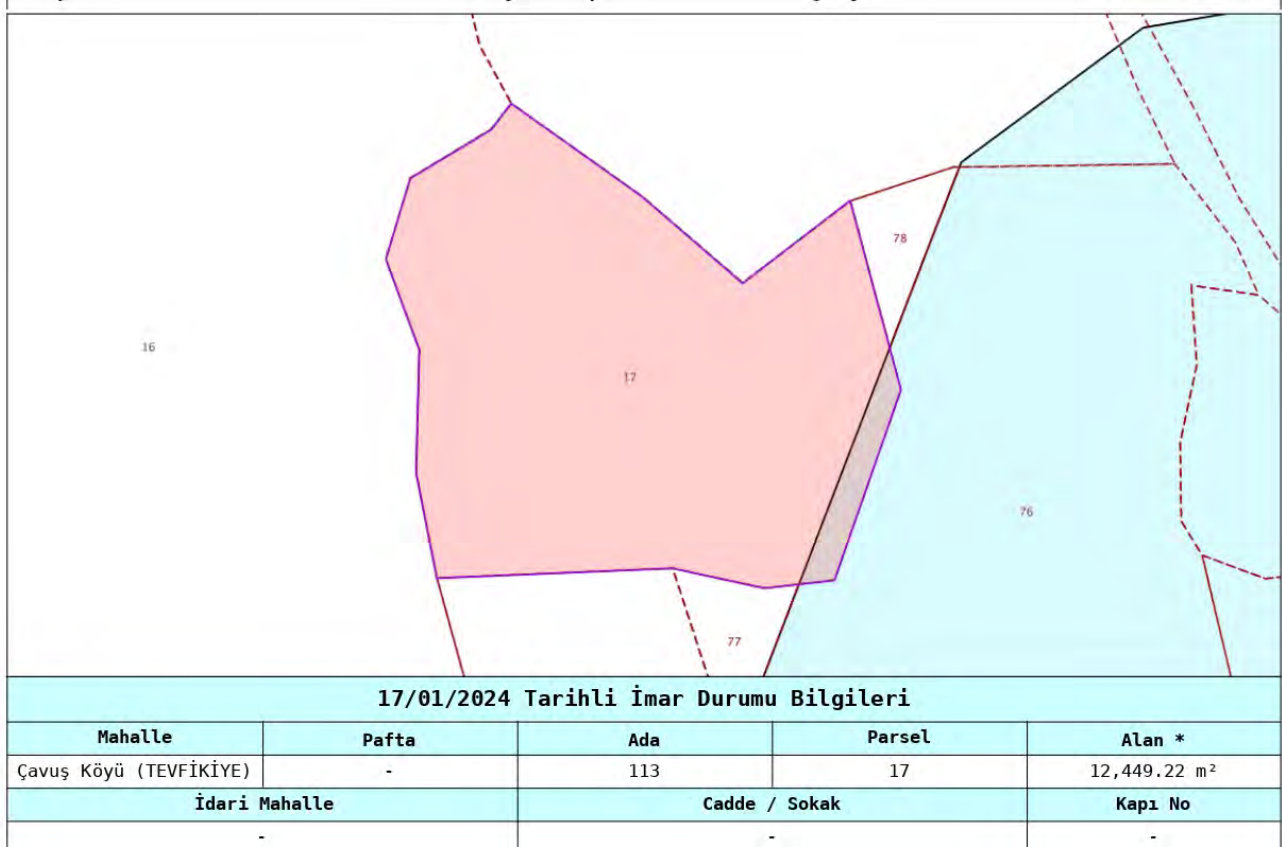 78
16
17
76
77
17/01/2024 Tarihli İmar Durumu Bilgileri
Mahalle Pafta Ada Parsel Alan *
Çavuş Köyü (TEVFİKİYE) - 113 17 12,449.22 m²
İdari Mahalle Cadde / Sokak Kapı No
- - -